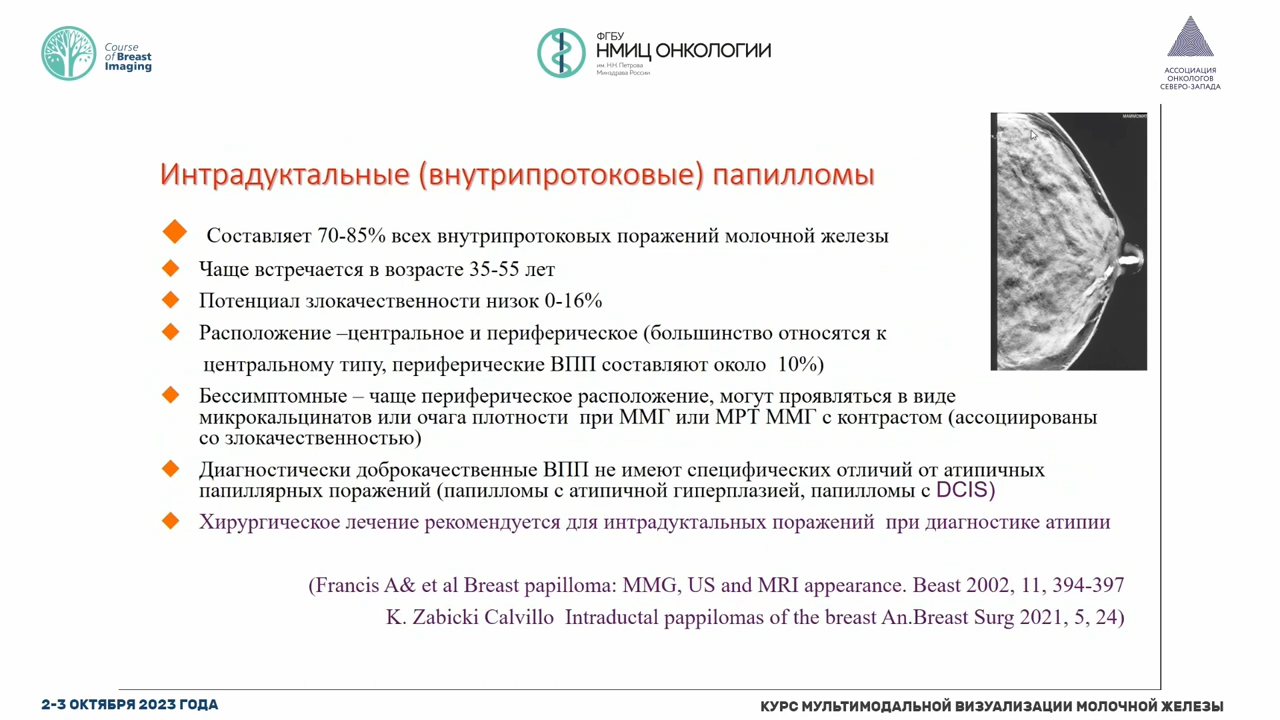 Course
of Breast
Imaging
ФГБУ
НМИЦ ОНКОЛОГИИ
им. Н.Н. Петрова
Минздрава России
АССОЦИАЦИЯ
ОНКОЛОГОВ
СЕВЕРО-ЗАПАДА
Интрадуктальные (внутрипротоковые) папилломы
Составляет 70-85% всех внутрипротоковых поражений молочной железы
Чаще встречается в возрасте 35-55 лет
Потенциал злокачественности низок 0-16%
Расположение –центральное и периферическое (большинство относятся к
центральному типу, периферические ВПП составляют около 10%)
Бессимптомные – чаще периферическое расположение, могут проявляться в виде
микрокальцинатов или очага плотности при ММГ или МРТ ММГ с контрастом (ассоциированы
со злокачественностью)
Диагностически доброкачественные ВПП не имеют специфических отличий от атипичных
папиллярных поражений (папилломы с атипичной гиперплазией, папилломы с DCIS)
Хирургическое лечение рекомендуется для интрадуктальных поражений при диагностике атипии
(Francis A& et al Breast papilloma: MMG, US and MRI appearance. Beast 2002, 11, 394-397
K. Zabicki Calvillo Intraductal pappilomas of the breast An.Breast Surg 2021, 5, 24)
2-3 ОКТЯБРЯ 2023 ГОДА
КУРС МУЛЬТИМОДАЛЬНОЙ ВИЗУАЛИЗАЦИИ МОЛОЧНОЙ ЖЕЛЕЗЫ